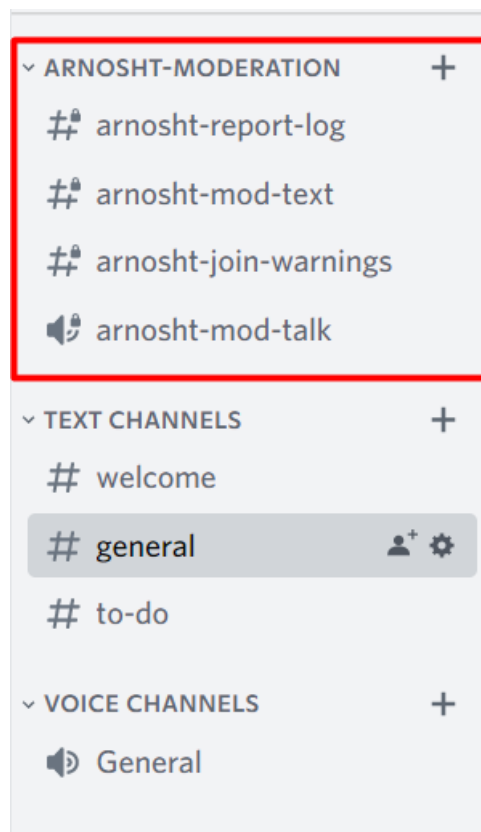 ARNOSHT-MODERATION
arnosht-report-log
arnosht-mod-text
arnosht-join-warnings
arnosht-mod-talk
TEXT CHANNELS
welcome
general
to-do
VOICE CHANNELS
General